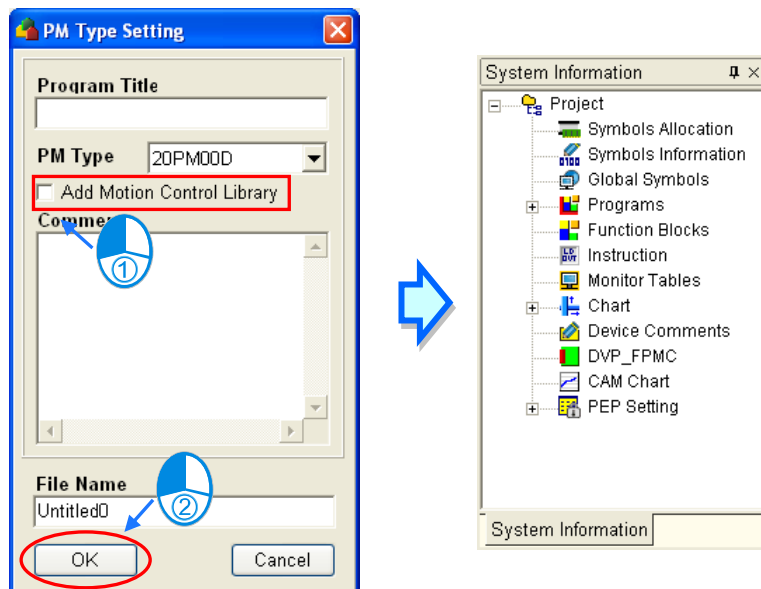 PM Type Setting
Program Title
PM Type 20PM00D
Add Motion Control Library
Comme
1
File Name
Untitled0
2
OK Cancel
System Information
Project
Symbols Allocation
Symbols Information
Global Symbols
Programs
Function Blocks
Instruction
Monitor Tables
Chart
Device Comments
DVP_FPMC
CAM Chart
PEP Setting
System Information